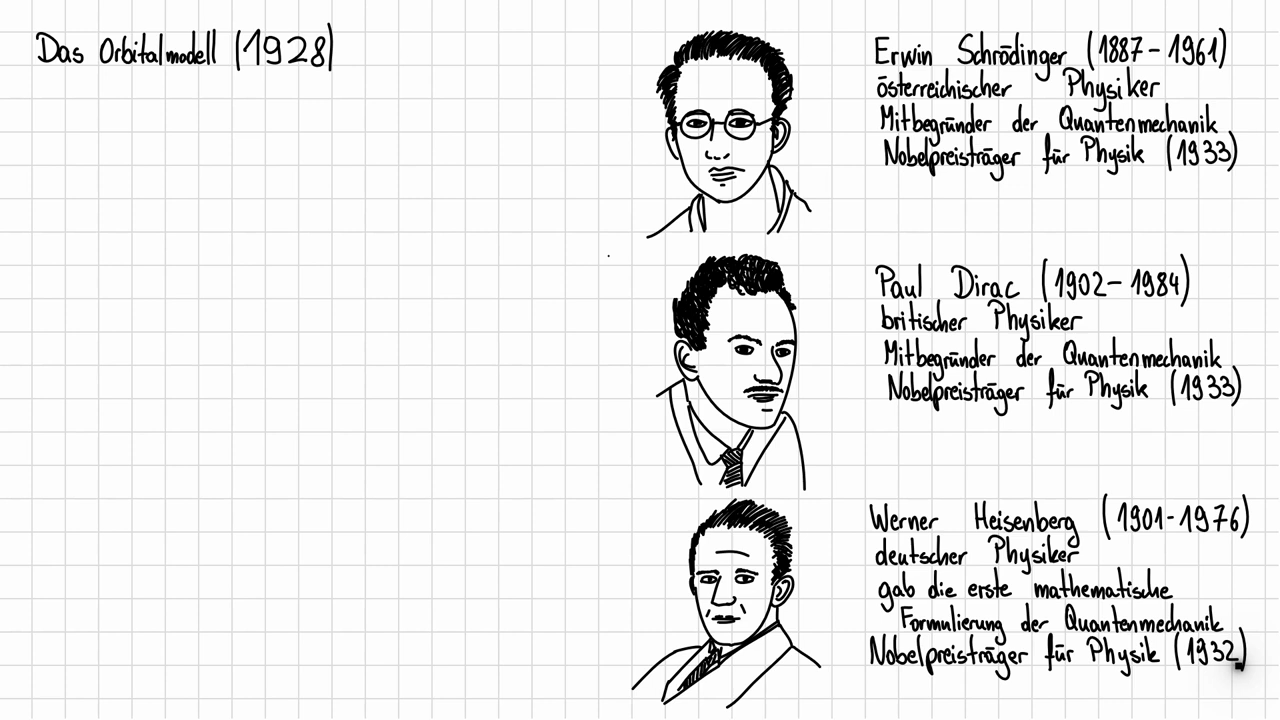 Das Orbitalmodell (1928)
Erwin Schrödinger (1887-1961)
österreichischer Physiker
Mitbegründer der Quantenmechanik
Nobelpreisträger für Physik (1933)
Paul Dirac (1902-1984)
britischer Physiker
Mitbegründer der Quantenmechanik
Nobelpreisträger für Physik (1933)
Werner Heisenberg (1901-1976)
deutscher Physiker
gab die erste mathematische
Formulierung der Quantenmechanik
Nobelpreisträger für Physik (1932)